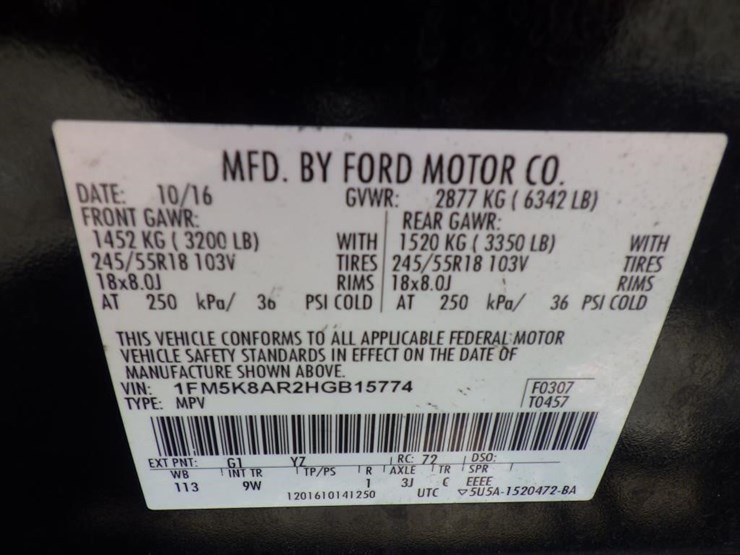 MFD. BY FORD MOTOR CO.
DATE: 10/16 GVWR: 2877 KG ( 6342 LB)
FRONT GAWR: REAR GAWR:
1452 KG ( 3200 LB) WITH 1520 KG ( 3350 LB) WITH
245/55R18 103V TIRES 245/55R18 103V TIRES
18x8.0J RIMS 18x8.0J RIMS
AT 250 kPa/ 36 PSI COLD AT 250 kPa/ 36 PSI COLD
THIS VEHICLE CONFORMS TO ALL APPLICABLE FEDERAL MOTOR
VEHICLE SAFETY STANDARDS IN EFFECT ON THE DATE OF
MANUFACTURE SHOWN ABOVE.
VIN: 1FM5K8AR2HGB15774 F0307
TYPE: MPV T0457
EXT PNT: G1 YZ RC: 72 DSO:
WB INT TR TP/PS R AXLE TR SPR
113 9W 1 3J C EEEE
1201610141250 UTC ▽5U5A-1520472-BA